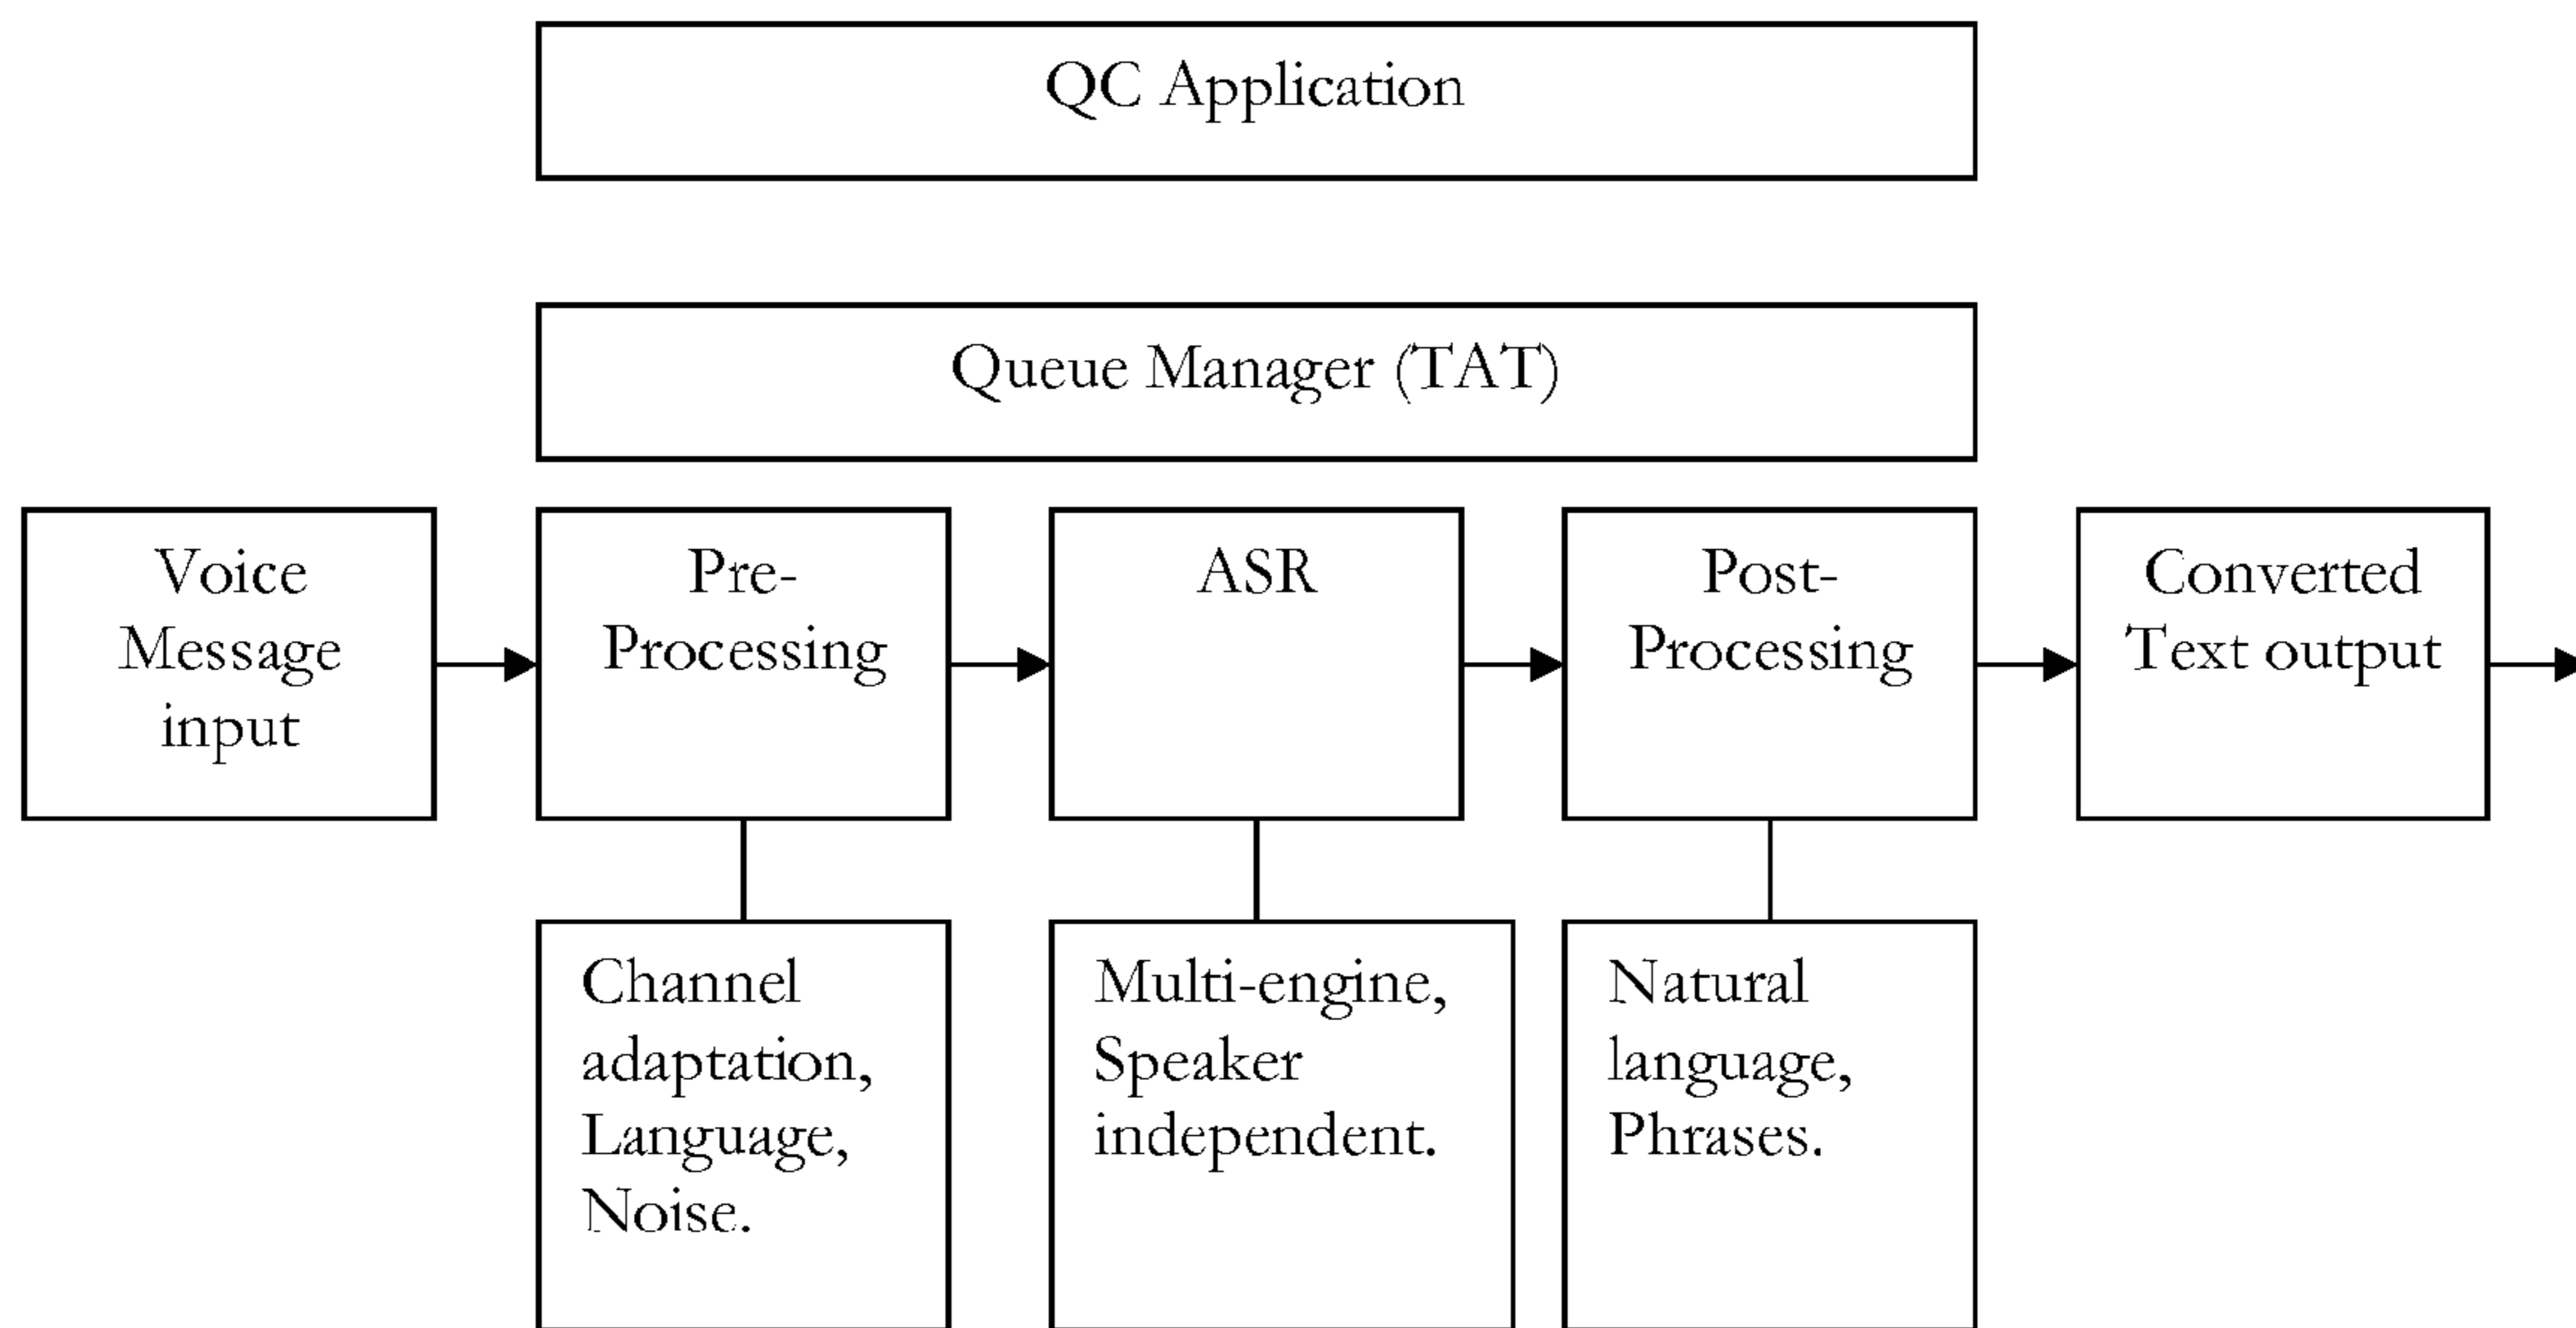 QC Application
Queue Manager (TAT)
Voice
Message
input
Pre-
Processing
ASR
Post-
Processing
Converted
Text output
Channel
adaptation,
Language,
Noise.
Multi-engine,
Speaker
independent.
Natural
language,
Phrases.